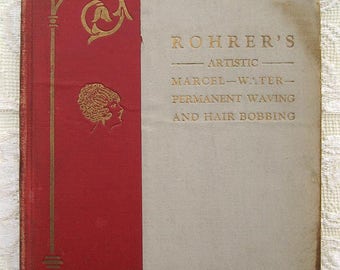 ROHRER'S
ARTISTIC
MARCEL—WATER—
PERMANENT WAVING
AND HAIR BOBBING